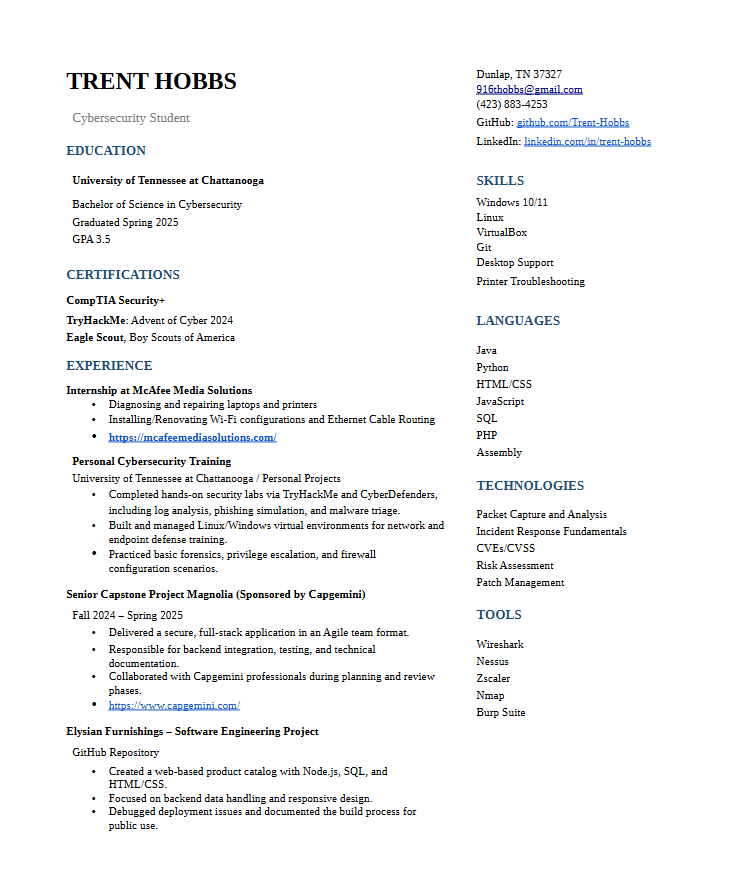 TRENT HOBBS
Cybersecurity Student
EDUCATION
University of Tennessee at Chattanooga
Bachelor of Science in Cybersecurity
Graduated Spring 2025
GPA 3.5
CERTIFICATIONS
CompTIA Security+
TryHackMe: Advent of Cyber 2024
Eagle Scout, Boy Scouts of America
EXPERIENCE
Internship at McAfee Media Solutions
• Diagnosing and repairing laptops and printers
• Installing/Renovating Wi-Fi configurations and Ethernet Cable Routing
• https://mcafeemediasolutions.com/
Personal Cybersecurity Training
University of Tennessee at Chattanooga / Personal Projects
• Completed hands-on security labs via TryHackMe and CyberDefenders,
including log analysis, phishing simulation, and malware triage.
• Built and managed Linux/Windows virtual environments for network and
endpoint defense training.
• Practiced basic forensics, privilege escalation, and firewall
configuration scenarios.
Senior Capstone Project Magnolia (Sponsored by Capgemini)
Fall 2024 – Spring 2025
• Delivered a secure, full-stack application in an Agile team format.
• Responsible for backend integration, testing, and technical
documentation.
• Collaborated with Capgemini professionals during planning and review
phases.
• https://www.capgemini.com/
Elysian Furnishings – Software Engineering Project
GitHub Repository
• Created a web-based product catalog with Node.js, SQL, and
HTML/CSS.
• Focused on backend data handling and responsive design.
• Debugged deployment issues and documented the build process for
public use.
Dunlap, TN 37327
916thobbs@gmail.com
(423) 883-4253
GitHub: github.com/Trent-Hobbs
LinkedIn: linkedin.com/in/trent-hobbs
SKILLS
Windows 10/11
Linux
VirtualBox
Git
Desktop Support
Printer Troubleshooting
LANGUAGES
Java
Python
HTML/CSS
JavaScript
SQL
PHP
Assembly
TECHNOLOGIES
Packet Capture and Analysis
Incident Response Fundamentals
CVEs/CVSS
Risk Assessment
Patch Management
TOOLS
Wireshark
Nessus
Zscaler
Nmap
Burp Suite